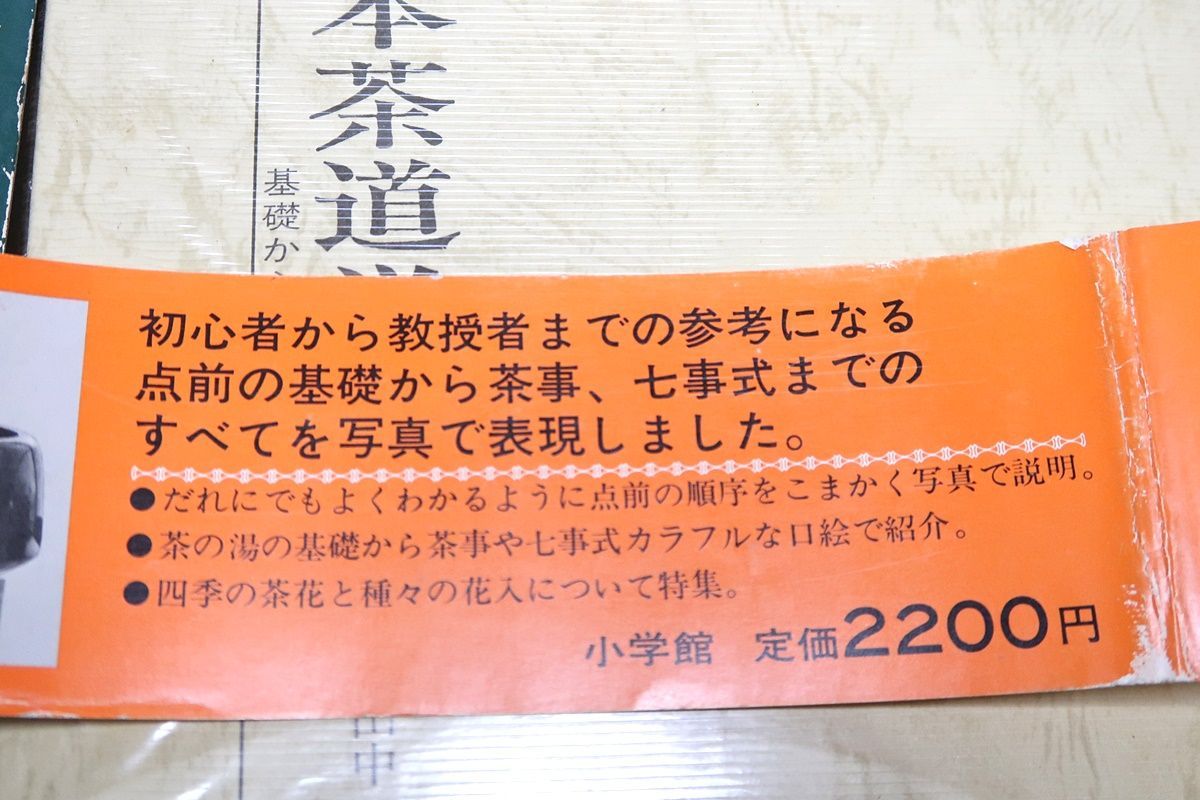 本茶道
基礎か
初心者から教授者までの参考になる
点前の基礎から茶事、七事式までの
すべてを写真で表現しました。
●だれにでもよくわかるように点前の順序をこまかく写真で説明。
●茶の湯の基礎から茶事や七事式カラフルな口絵で紹介。
●四季の茶花と種々の花入について特集。
小学館 定価2200円
中